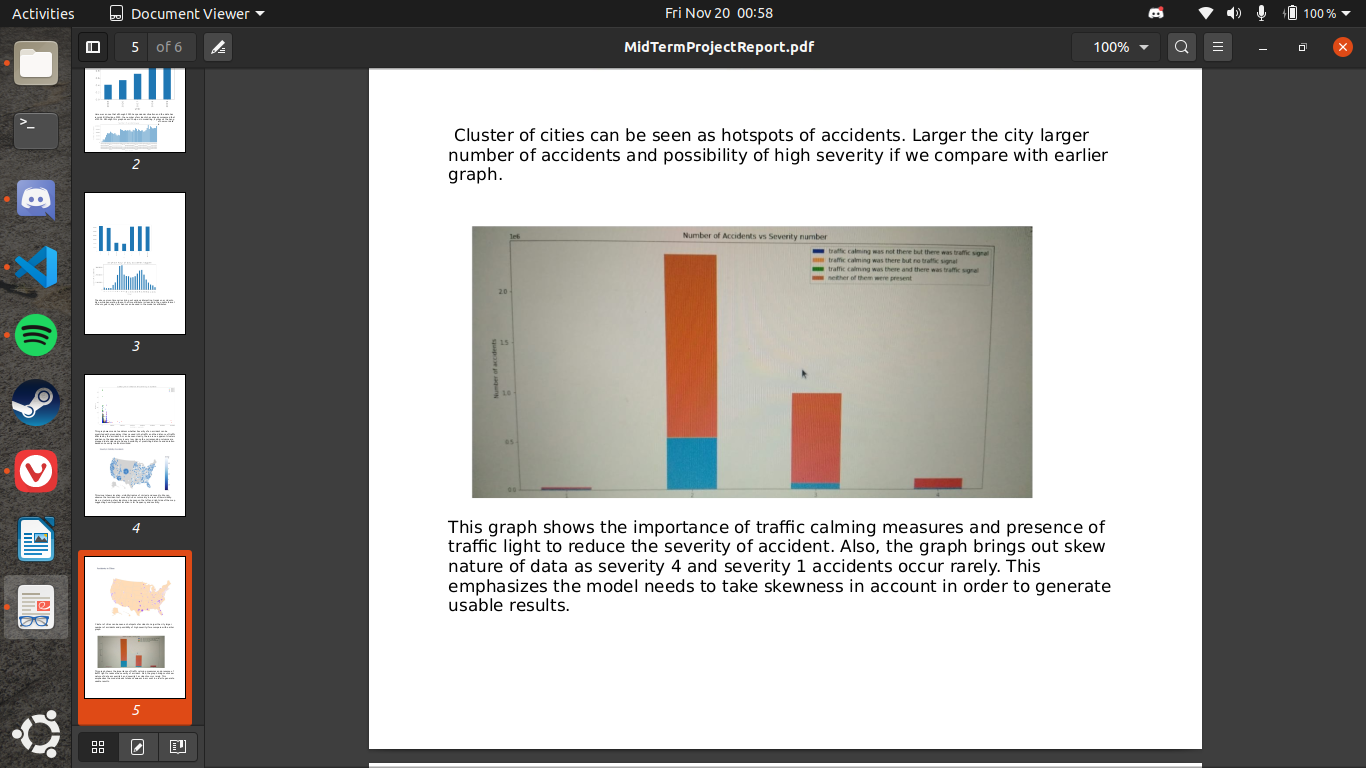 Activities
Document Viewer
Fri Nov 20 00:58
100 %
5 of 6
MidTermProjectReport.pdf
100%
2
3
4
5
Cluster of cities can be seen as hotspots of accidents. Larger the city larger
number of accidents and possibility of high severity if we compare with earlier
graph.
Number of Accidents vs Severity number
1e6
traffic calming was not there but there was traffic signal
traffic calming was there but no traffic signal
traffic calming was there and there was traffic signal
neither of them were present
Number of accidents
2.0
1.5
1.0
0.5
0.0
1 2 3 4
This graph shows the importance of traffic calming measures and presence of
traffic light to reduce the severity of accident. Also, the graph brings out skew
nature of data as severity 4 and severity 1 accidents occur rarely. This
emphasizes the model needs to take skewness in account in order to generate
usable results.